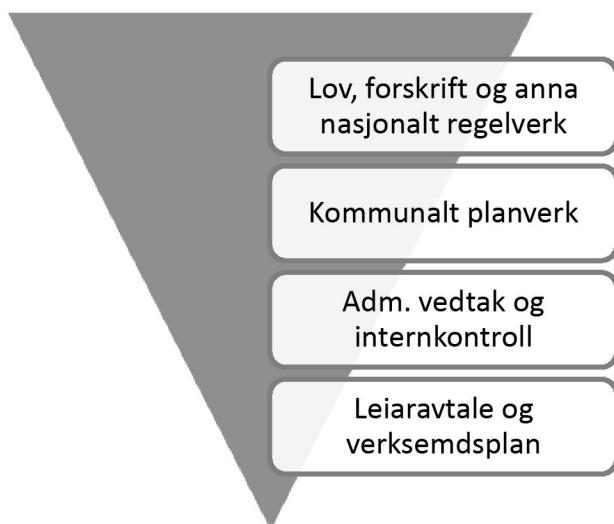 Lov, forskrift og anna
nasjonalt regelverk
Kommunalt planverk
Adm. vedtak og
internkontroll
Leiaravtale og
verksemdsplan